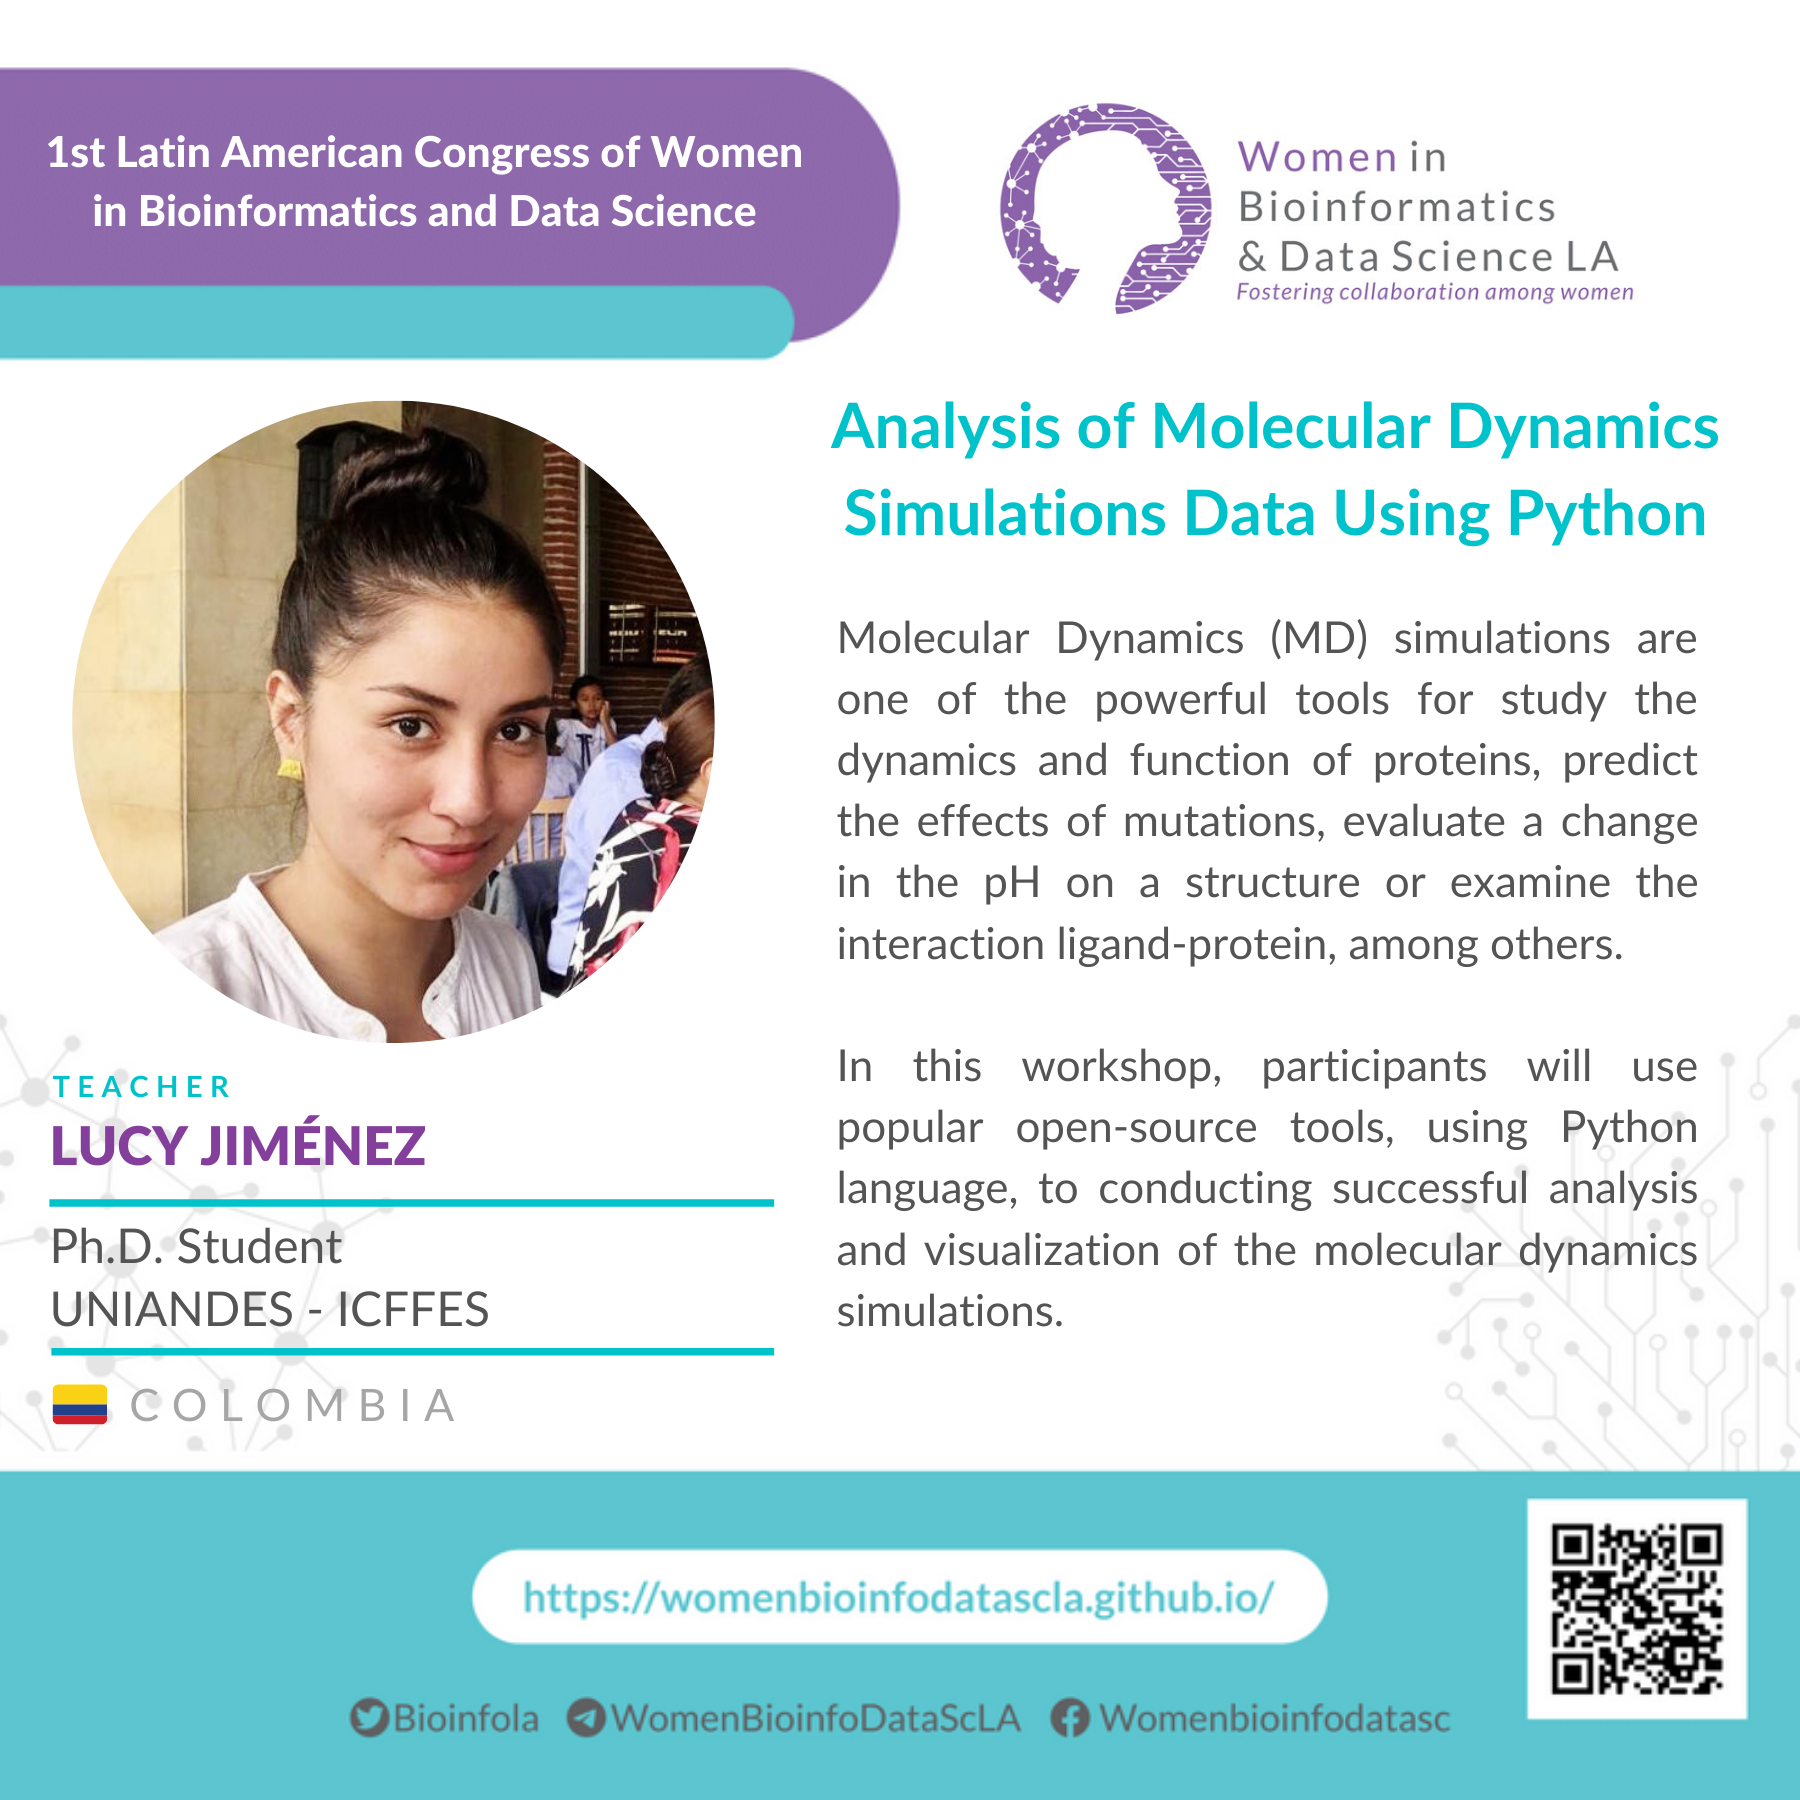 1st Latin American Congress of Women
in Bioinformatics and Data Science
Women in
Bioinformatics
& Data Science LA
Fostering collaboration among women
Analysis of Molecular Dynamics
Simulations Data Using Python
Molecular Dynamics (MD) simulations are
one of the powerful tools for study the
dynamics and function of proteins, predict
the effects of mutations, evaluate a change
in the pH on a structure or examine the
interaction ligand-protein, among others.
In this workshop, participants will use
popular open-source tools, using Python
language, to conducting successful analysis
and visualization of the molecular dynamics
simulations.
TEACHER
LUCY JIMÉNEZ
Ph.D. Student
UNIANDES - ICFFES
COLOMBIA
https://womenbioinfodatascla.github.io/
Bioinfola WomenBioinfoDataScLA Womenbioinfodatasc